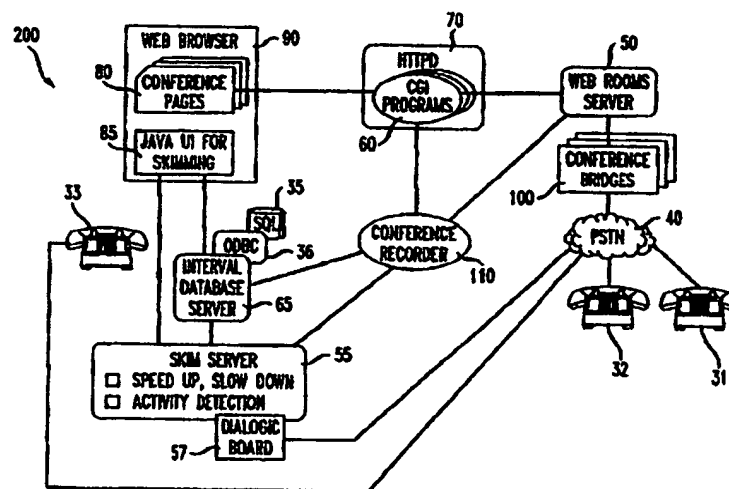 200
WEB BROWSER
90
80
CONFERENCE
PAGES
85
JAVA UI FOR
SKIMMING
70
HTTPD
CGI
PROGRAMS
60
50
WEB ROOMS
SERVER
CONFERENCE
BRIDGES
100
33
35
SQL
ODBC
36
INTERVAL
DATABASE
SERVER
65
CONFERENCE
RECORDER
110
40
PSTN
32
31
SKIM SERVER
55
SPEED UP, SLOW DOWN
ACTIVITY DETECTION
DIALOGIC
BOARD
57